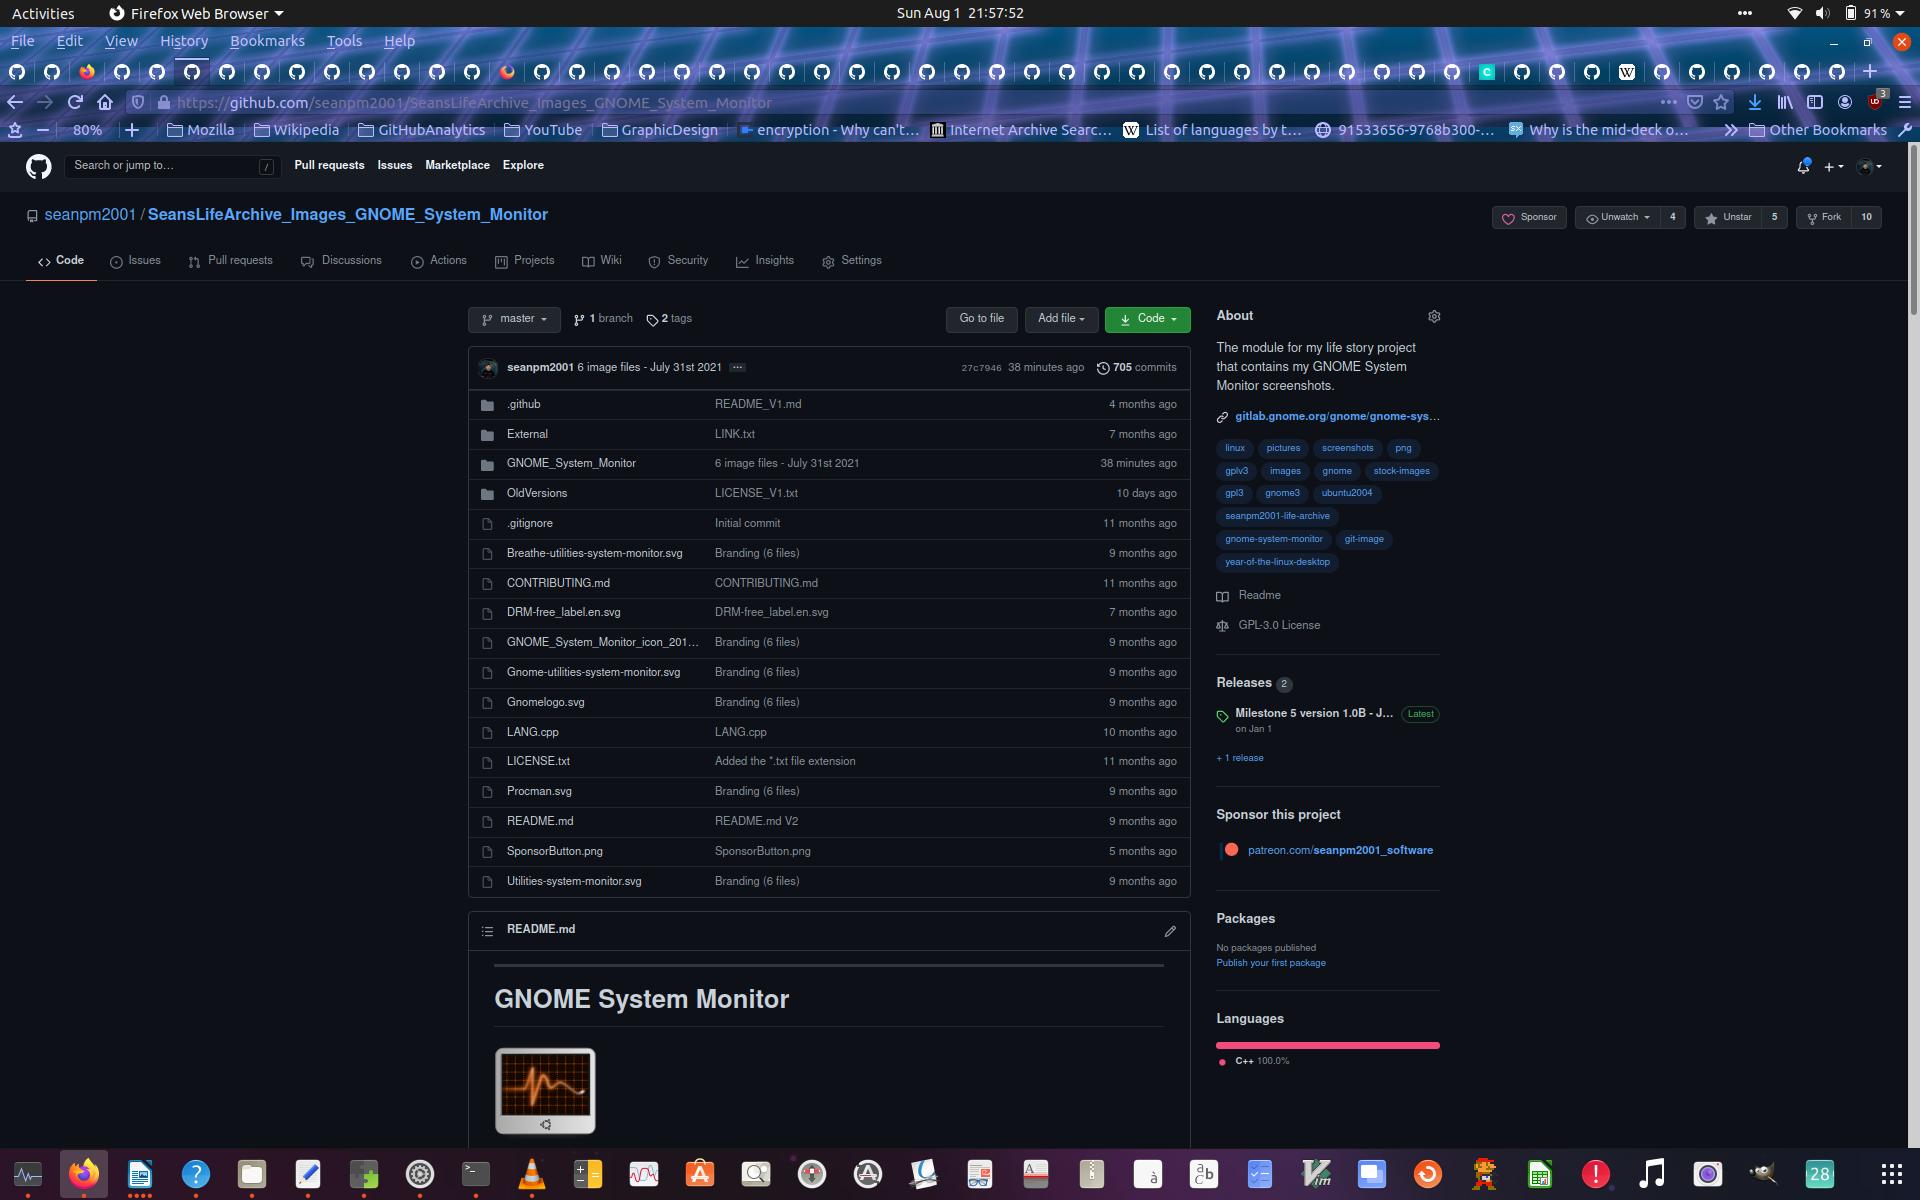 Activities
Firefox Web Browser
Sun Aug 1 21:57:52
91 %
File Edit View History Bookmarks Tools Help
https://github.com/seanpm2001/SeansLifeArchive_Images_GNOME_System_Monitor
3
80%
Mozilla
Wikipedia
GitHubAnalytics
YouTube
GraphicDesign
encryption - Why can't…
Internet Archive Searc…
List of languages by t…
91533656-9768b300-…
Why is the mid-deck o…
Other Bookmarks
Search or jump to…
/
Pull requests Issues Marketplace Explore
seanpm2001 / SeansLifeArchive_Images_GNOME_System_Monitor
Sponsor
Unwatch 4
Unstar 5
Fork 10
Code
Issues
Pull requests
Discussions
Actions
Projects
Wiki
Security
Insights
Settings
master
1 branch
2 tags
Go to file
Add file
Code
seanpm2001 6 image files - July 31st 2021
27c7946 38 minutes ago 705 commits
.github README_V1.md 4 months ago
External LINK.txt 7 months ago
GNOME_System_Monitor 6 image files - July 31st 2021 38 minutes ago
OldVersions LICENSE_V1.txt 10 days ago
.gitignore Initial commit 11 months ago
Breathe-utilities-system-monitor.svg Branding (6 files) 9 months ago
CONTRIBUTING.md CONTRIBUTING.md 11 months ago
DRM-free_label.en.svg DRM-free_label.en.svg 7 months ago
GNOME_System_Monitor_icon_201… Branding (6 files) 9 months ago
Gnome-utilities-system-monitor.svg Branding (6 files) 9 months ago
Gnomelogo.svg Branding (6 files) 9 months ago
LANG.cpp LANG.cpp 10 months ago
LICENSE.txt Added the *.txt file extension 11 months ago
Procman.svg Branding (6 files) 9 months ago
README.md README.md V2 9 months ago
SponsorButton.png SponsorButton.png 5 months ago
Utilities-system-monitor.svg Branding (6 files) 9 months ago
README.md
GNOME System Monitor
About
The module for my life story project
that contains my GNOME System
Monitor screenshots.
gitlab.gnome.org/gnome/gnome-sys…
linux pictures screenshots png
gplv3 images gnome stock-images
gpl3 gnome3 ubuntu2004
seanpm2001-life-archive
gnome-system-monitor git-image
year-of-the-linux-desktop
Readme
GPL-3.0 License
Releases 2
Milestone 5 version 1.0B - J… Latest
on Jan 1
+ 1 release
Sponsor this project
patreon.com/seanpm2001_software
Packages
No packages published
Publish your first package
Languages
C++ 100.0%
28